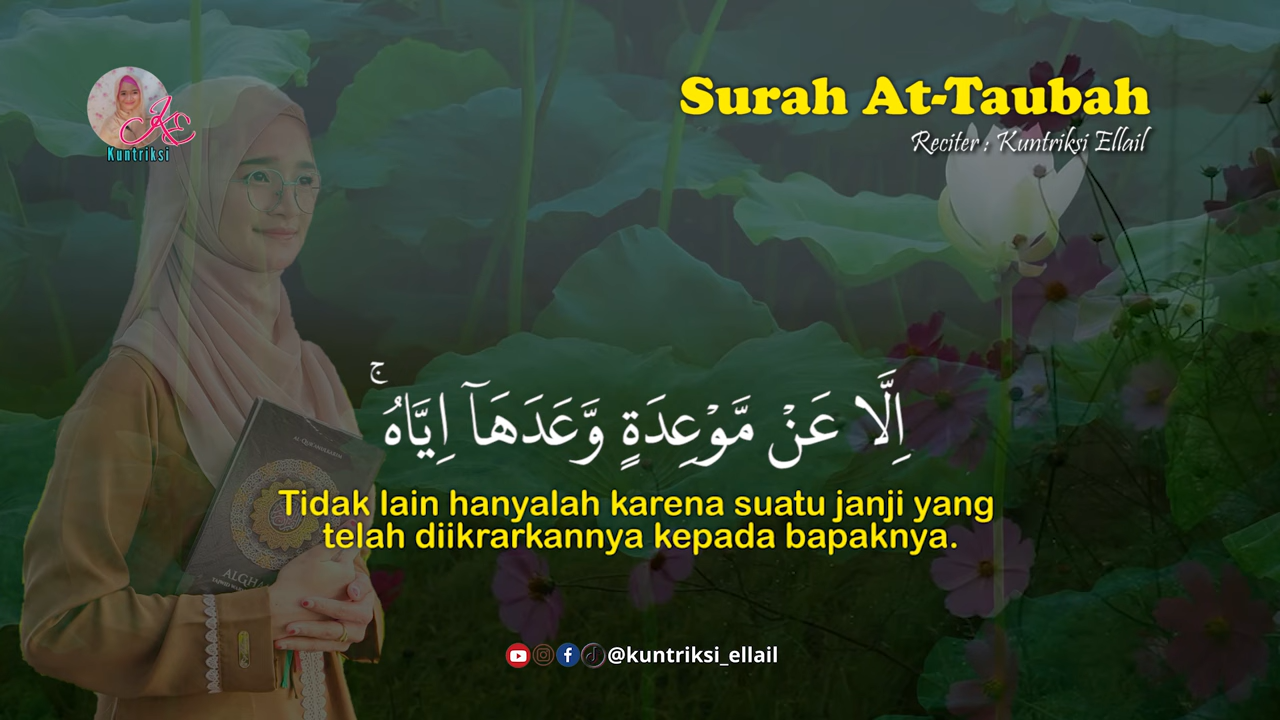 Surah At-Taubah
Reciter : Kuntriksi Ellail
Kuntriksi
اِلَّا عَنْ مَّوْعِدَةٍ وَّعَدَهَآ اِيَّاهُ ۚ
Tidak lain hanyalah karena suatu janji yang
telah diikrarkannya kepada bapaknya.
@kuntriksi_ellail